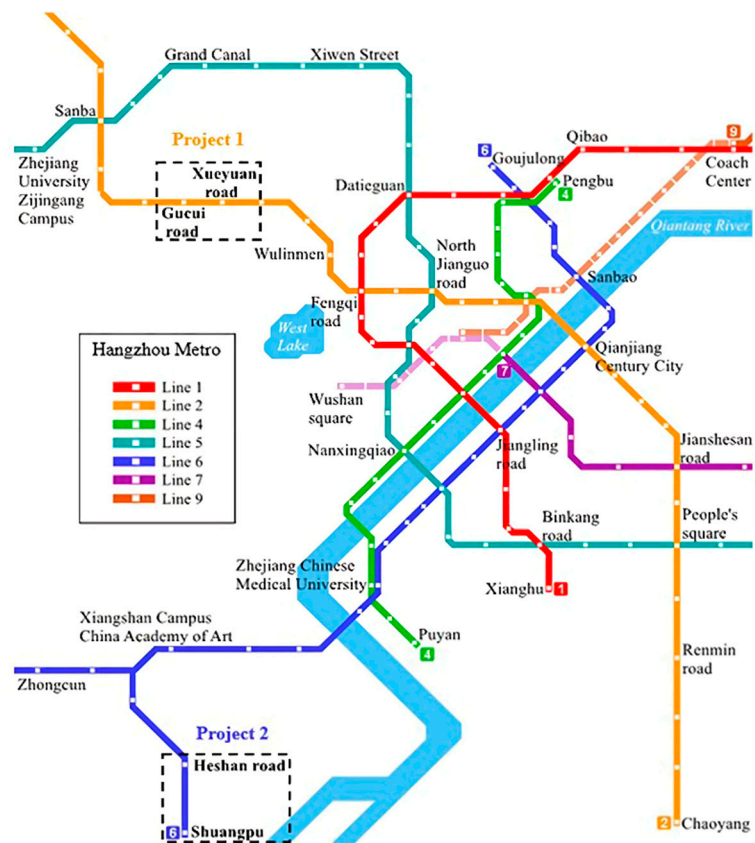 Grand Canal
Xiwen Street
Sanba
Project 1
Qibao
9
6
Goujulong
Coach
Center
Zhejiang
University
Zijingang
Campus
Xueyuan
road
Gucui
road
Datieguan
Pengbu
4
Qiantang River
Wulinmen
North
Jianguo
road
Sanbao
Fengqi
road
West
Lake
Hangzhou Metro
Line 1
Line 2
Line 4
Line 5
Line 6
Line 7
Line 9
Qianjiang
Century City
7
Wushan
square
Nanxingqiao
Jiangling
road
Jianshesan
road
Binkang
road
People's
square
Zhejiang Chinese
Medical University
Xianghu
1
Xiangshan Campus
China Academy of Art
Puyan
4
Renmin
road
Zhongcun
Project 2
Heshan road
6
Shuangpu
2
Chaoyang